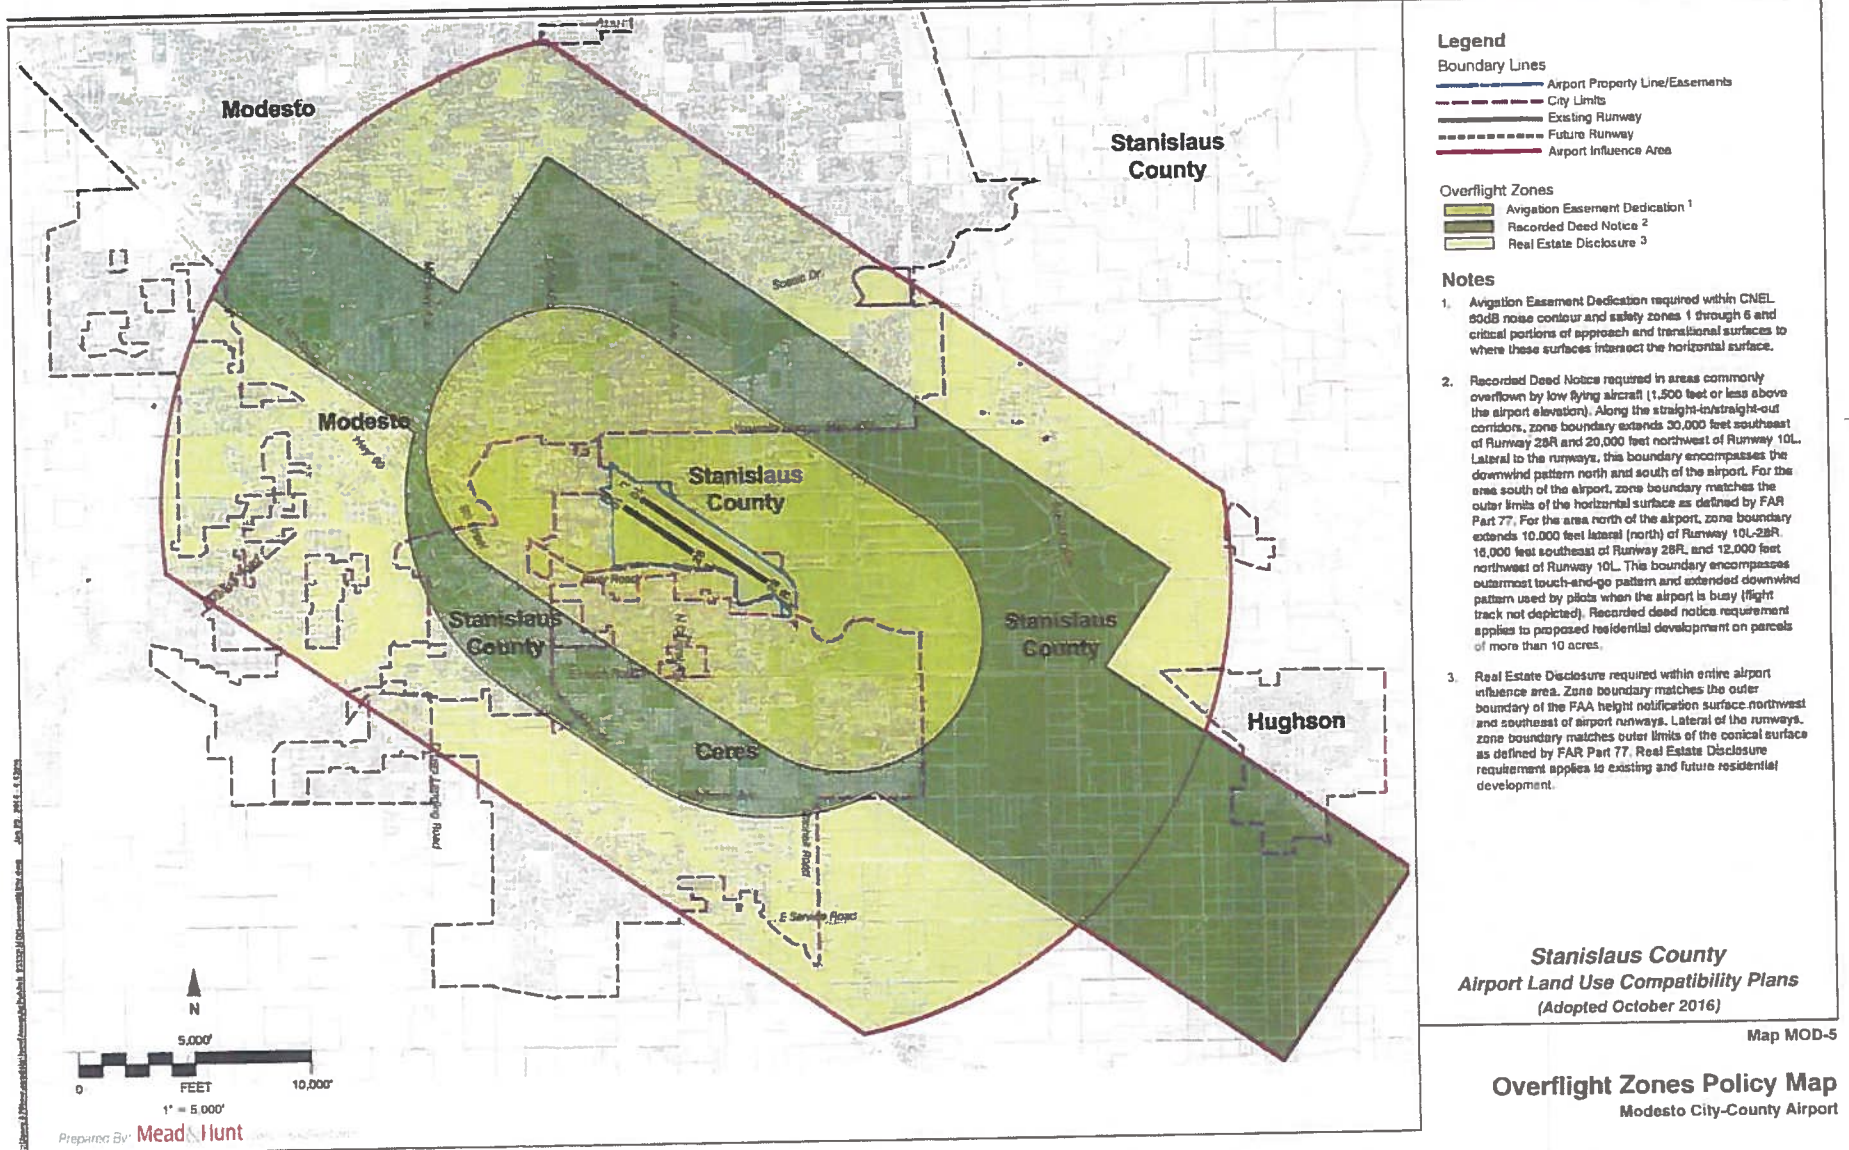 Modesto
Stanislaus
County
Scenic Dr
Modesto
Hwy 99
Stanislaus
County
River Road
Stanislaus
County
Stanislaus
County
Hughson
Ceres
E Service Road
N
5,000'
0
FEET
10,000'
1" = 5,000'
Prepared By: Mead & Hunt
Legend
Boundary Lines
Airport Property Line/Easements
City Limits
Existing Runway
Future Runway
Airport Influence Area
Overflight Zones
Avigation Easement Dedication 1
Recorded Deed Notice 2
Real Estate Disclosure 3
Notes
1. Avigation Easement Dedication required within CNEL
60dB noise contour and safety zones 1 through 6 and
critical portions of approach and transitional surfaces to
where these surfaces intersect the horizontal surface.
2. Recorded Deed Notice required in areas commonly
overflown by low flying aircraft (1,500 feet or less above
the airport elevation). Along the straight-in/straight-out
corridors, zone boundary extends 30,000 feet southeast
of Runway 28R and 20,000 feet northwest of Runway 10L.
Lateral to the runways, this boundary encompasses the
downwind pattern north and south of the airport. For the
area south of the airport, zone boundary matches the
outer limits of the horizontal surface as defined by FAR
Part 77. For the area north of the airport, zone boundary
extends 10,000 feet lateral (north) of Runway 10L-28R,
16,000 feet southeast of Runway 28R, and 12,000 feet
northwest of Runway 10L. This boundary encompasses
outermost touch-and-go pattern and extended downwind
pattern used by pilots when the airport is busy (flight
track not depicted). Recorded deed notice requirement
applies to proposed residential development on parcels
of more than 10 acres.
3. Real Estate Disclosure required within entire airport
influence area. Zone boundary matches the outer
boundary of the FAA height notification surface northwest
and southeast of airport runways. Lateral of the runways,
zone boundary matches outer limits of the conical surface
as defined by FAR Part 77. Real Estate Disclosure
requirement applies to existing and future residential
development.
Stanislaus County
Airport Land Use Compatibility Plans
(Adopted October 2016)
Map MOD-5
Overflight Zones Policy Map
Modesto City-County Airport